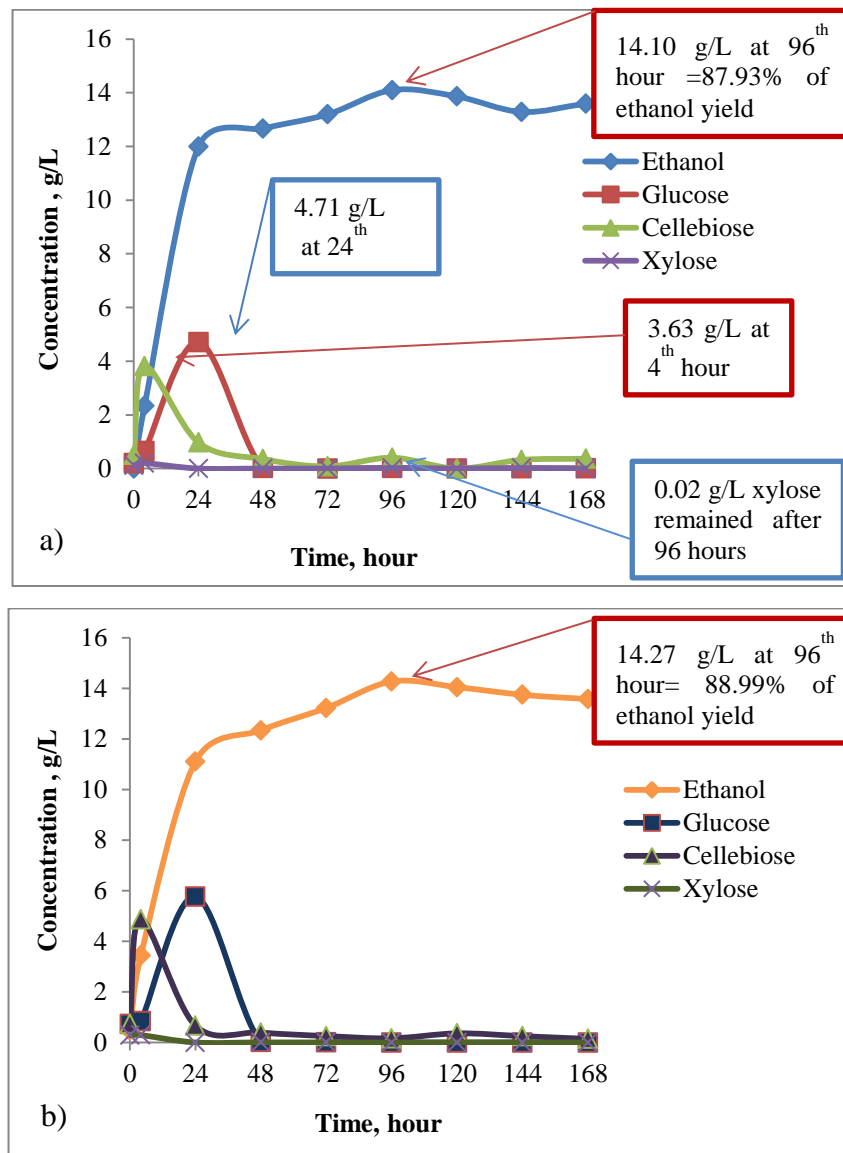 16
14
12
10
8
6
4
2
0
0 24 48 72 96 120 144 168
Concentration , g/L
Time, hour
a)
14.10 g/L at 96th
hour =87.93% of
ethanol yield
Ethanol
Glucose
Cellebiose
Xylose
4.71 g/L
at 24th
3.63 g/L at
4th hour
0.02 g/L xylose
remained after
96 hours
16
14
12
10
8
6
4
2
0
0 24 48 72 96 120 144 168
Concentration , g/L
Time, hour
b)
14.27 g/L at 96th
hour= 88.99% of
ethanol yield
Ethanol
Glucose
Cellebiose
Xylose